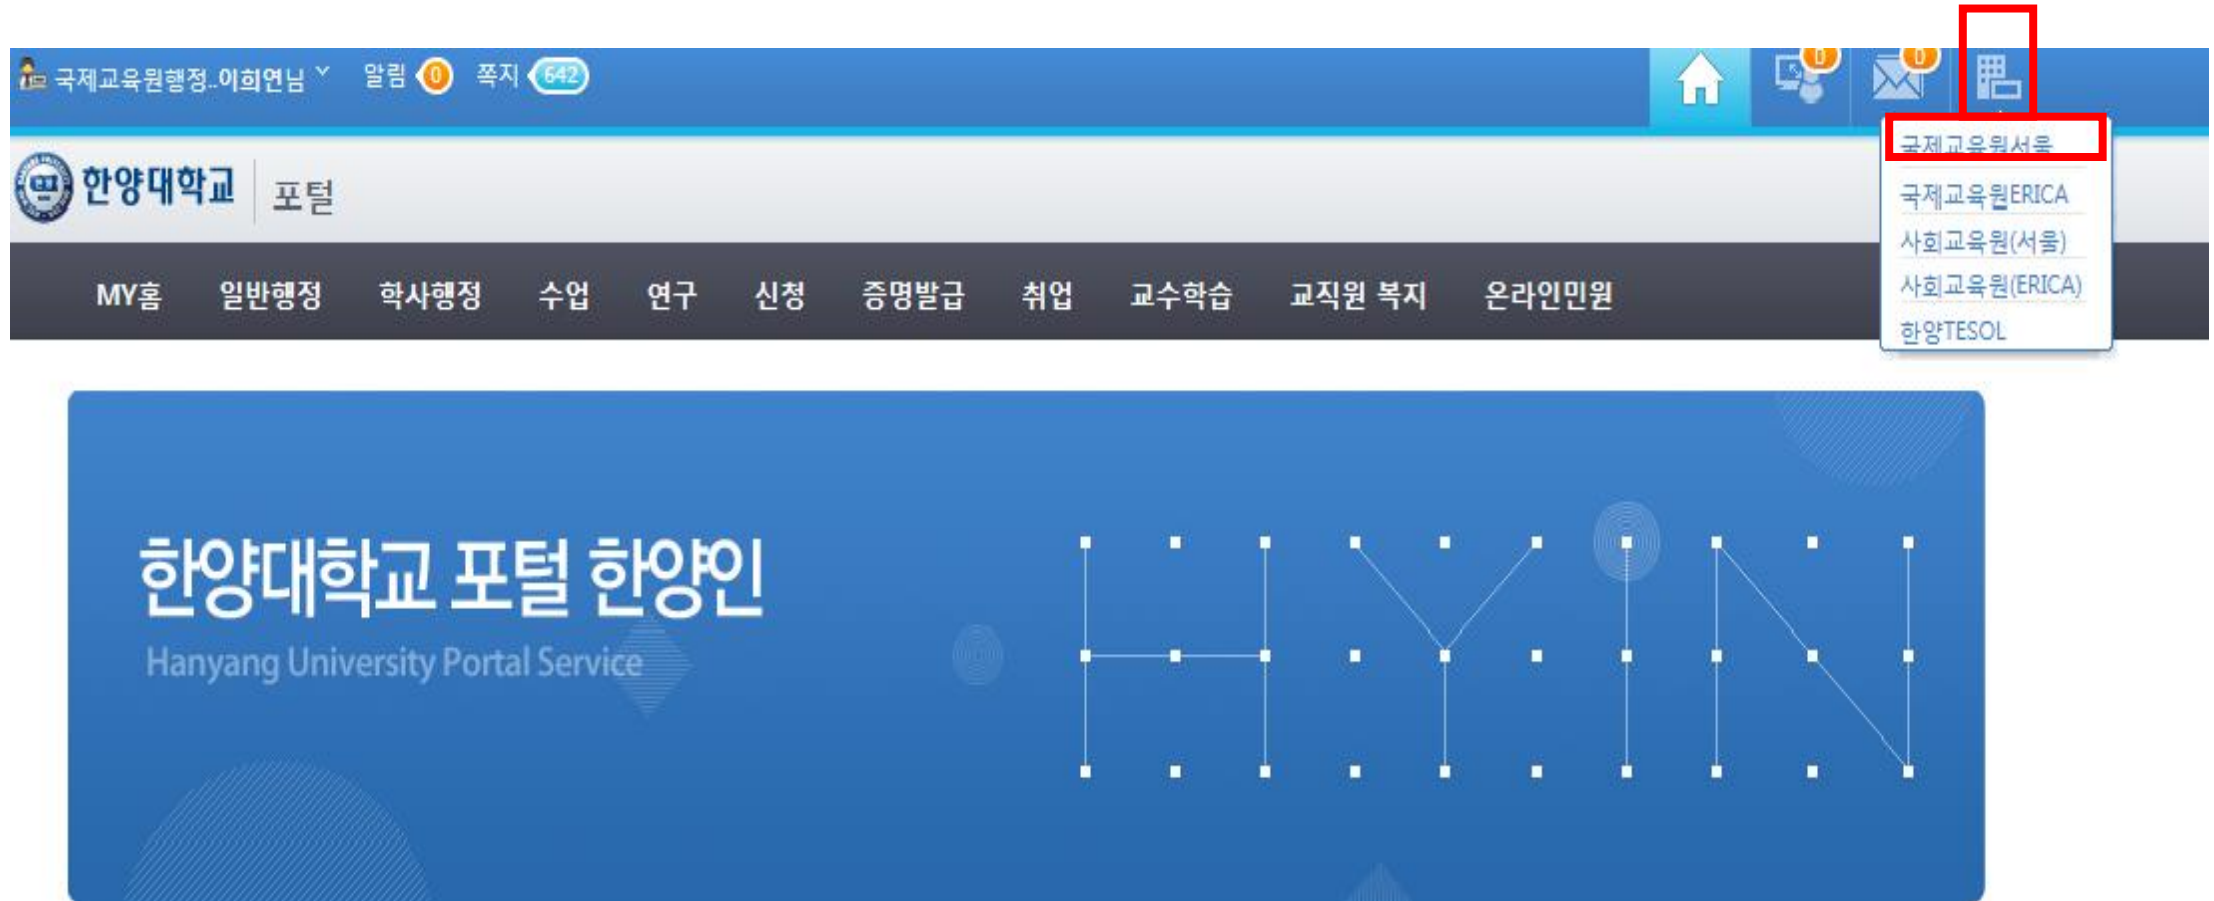 국제교육원행정..이희연님 알림 0 쪽지 642
0 0
국제교육원서울
국제교육원ERICA
사회교육원(서울)
사회교육원(ERICA)
한양TESOL
한양대학교 포털
MY홈 일반행정 학사행정 수업 연구 신청 증명발급 취업 교수학습 교직원 복지 온라인민원
한양대학교 포털 한양인
Hanyang University Portal Service
HYIN